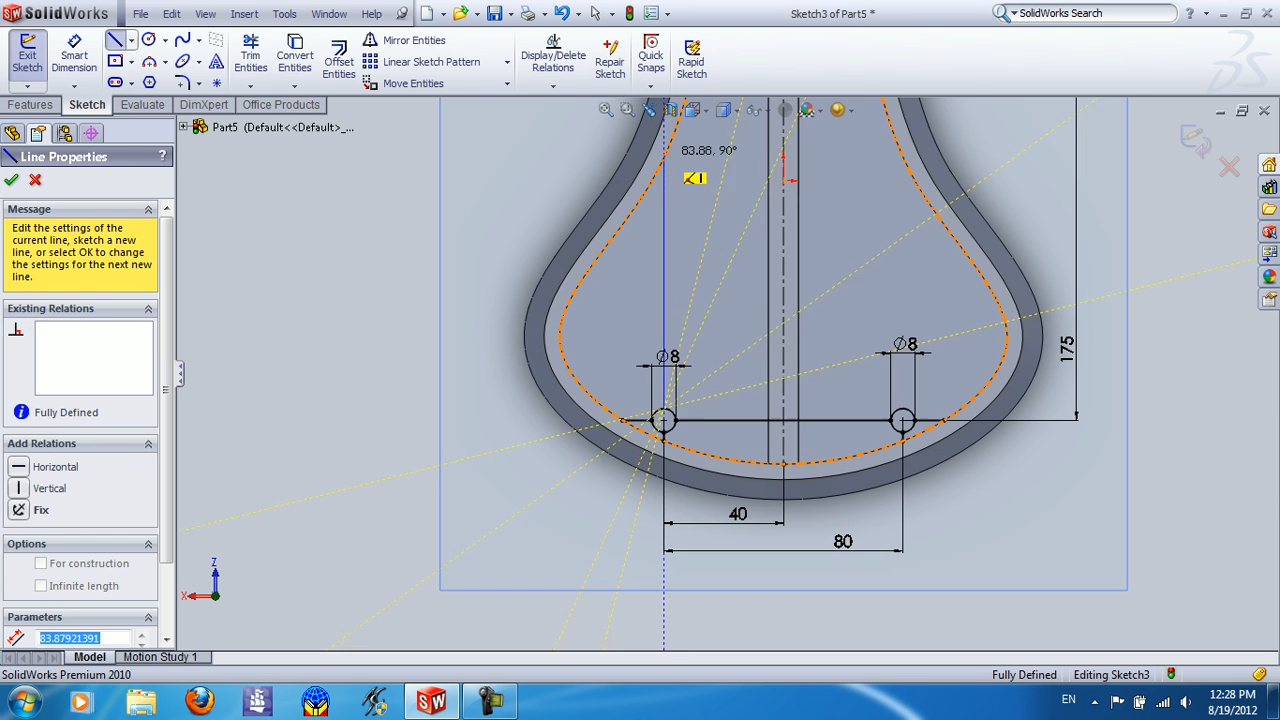 SolidWorks File Edit View Insert Tools Window Help Sketch3 of Part5 * SolidWorks Search ?
Exit Sketch Smart Dimension Trim Entities Convert Entities Offset Entities Mirror Entities Linear Sketch Pattern Move Entities Display/Delete Relations Repair Sketch Quick Snaps Rapid Sketch
Features Sketch Evaluate DimXpert Office Products
Part5 (Default<<Default>_...
Line Properties ?
83.88, 90°
Message
Edit the settings of the
current line, sketch a new
line, or select OK to change
the settings for the next new
line.
Existing Relations
Fully Defined
Add Relations
Horizontal
Vertical
Fix
Options
For construction
Infinite length
Parameters
83.87921391
Ø8
Ø8
175
40
80
Z
X
Model Motion Study 1
SolidWorks Premium 2010 Fully Defined Editing Sketch3
EN 12:28 PM
8/19/2012